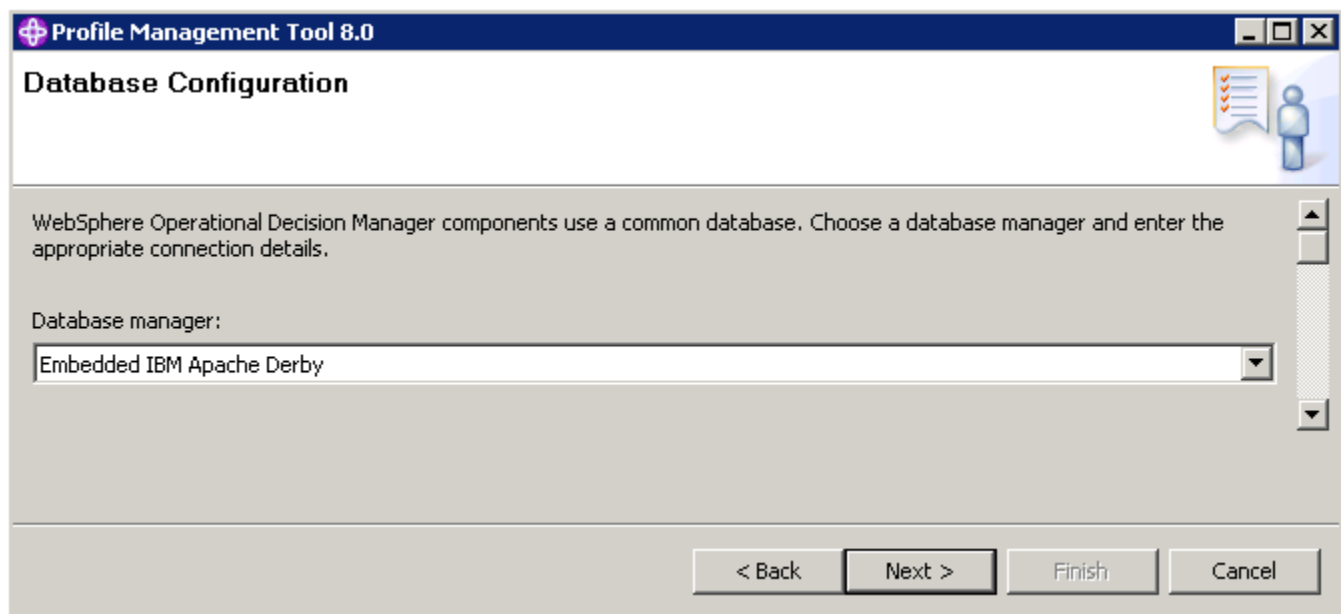 Profile Management Tool 8.0
Database Configuration
WebSphere Operational Decision Manager components use a common database. Choose a database manager and enter the
appropriate connection details.
Database manager:
Embedded IBM Apache Derby
< Back
Next >
Finish
Cancel